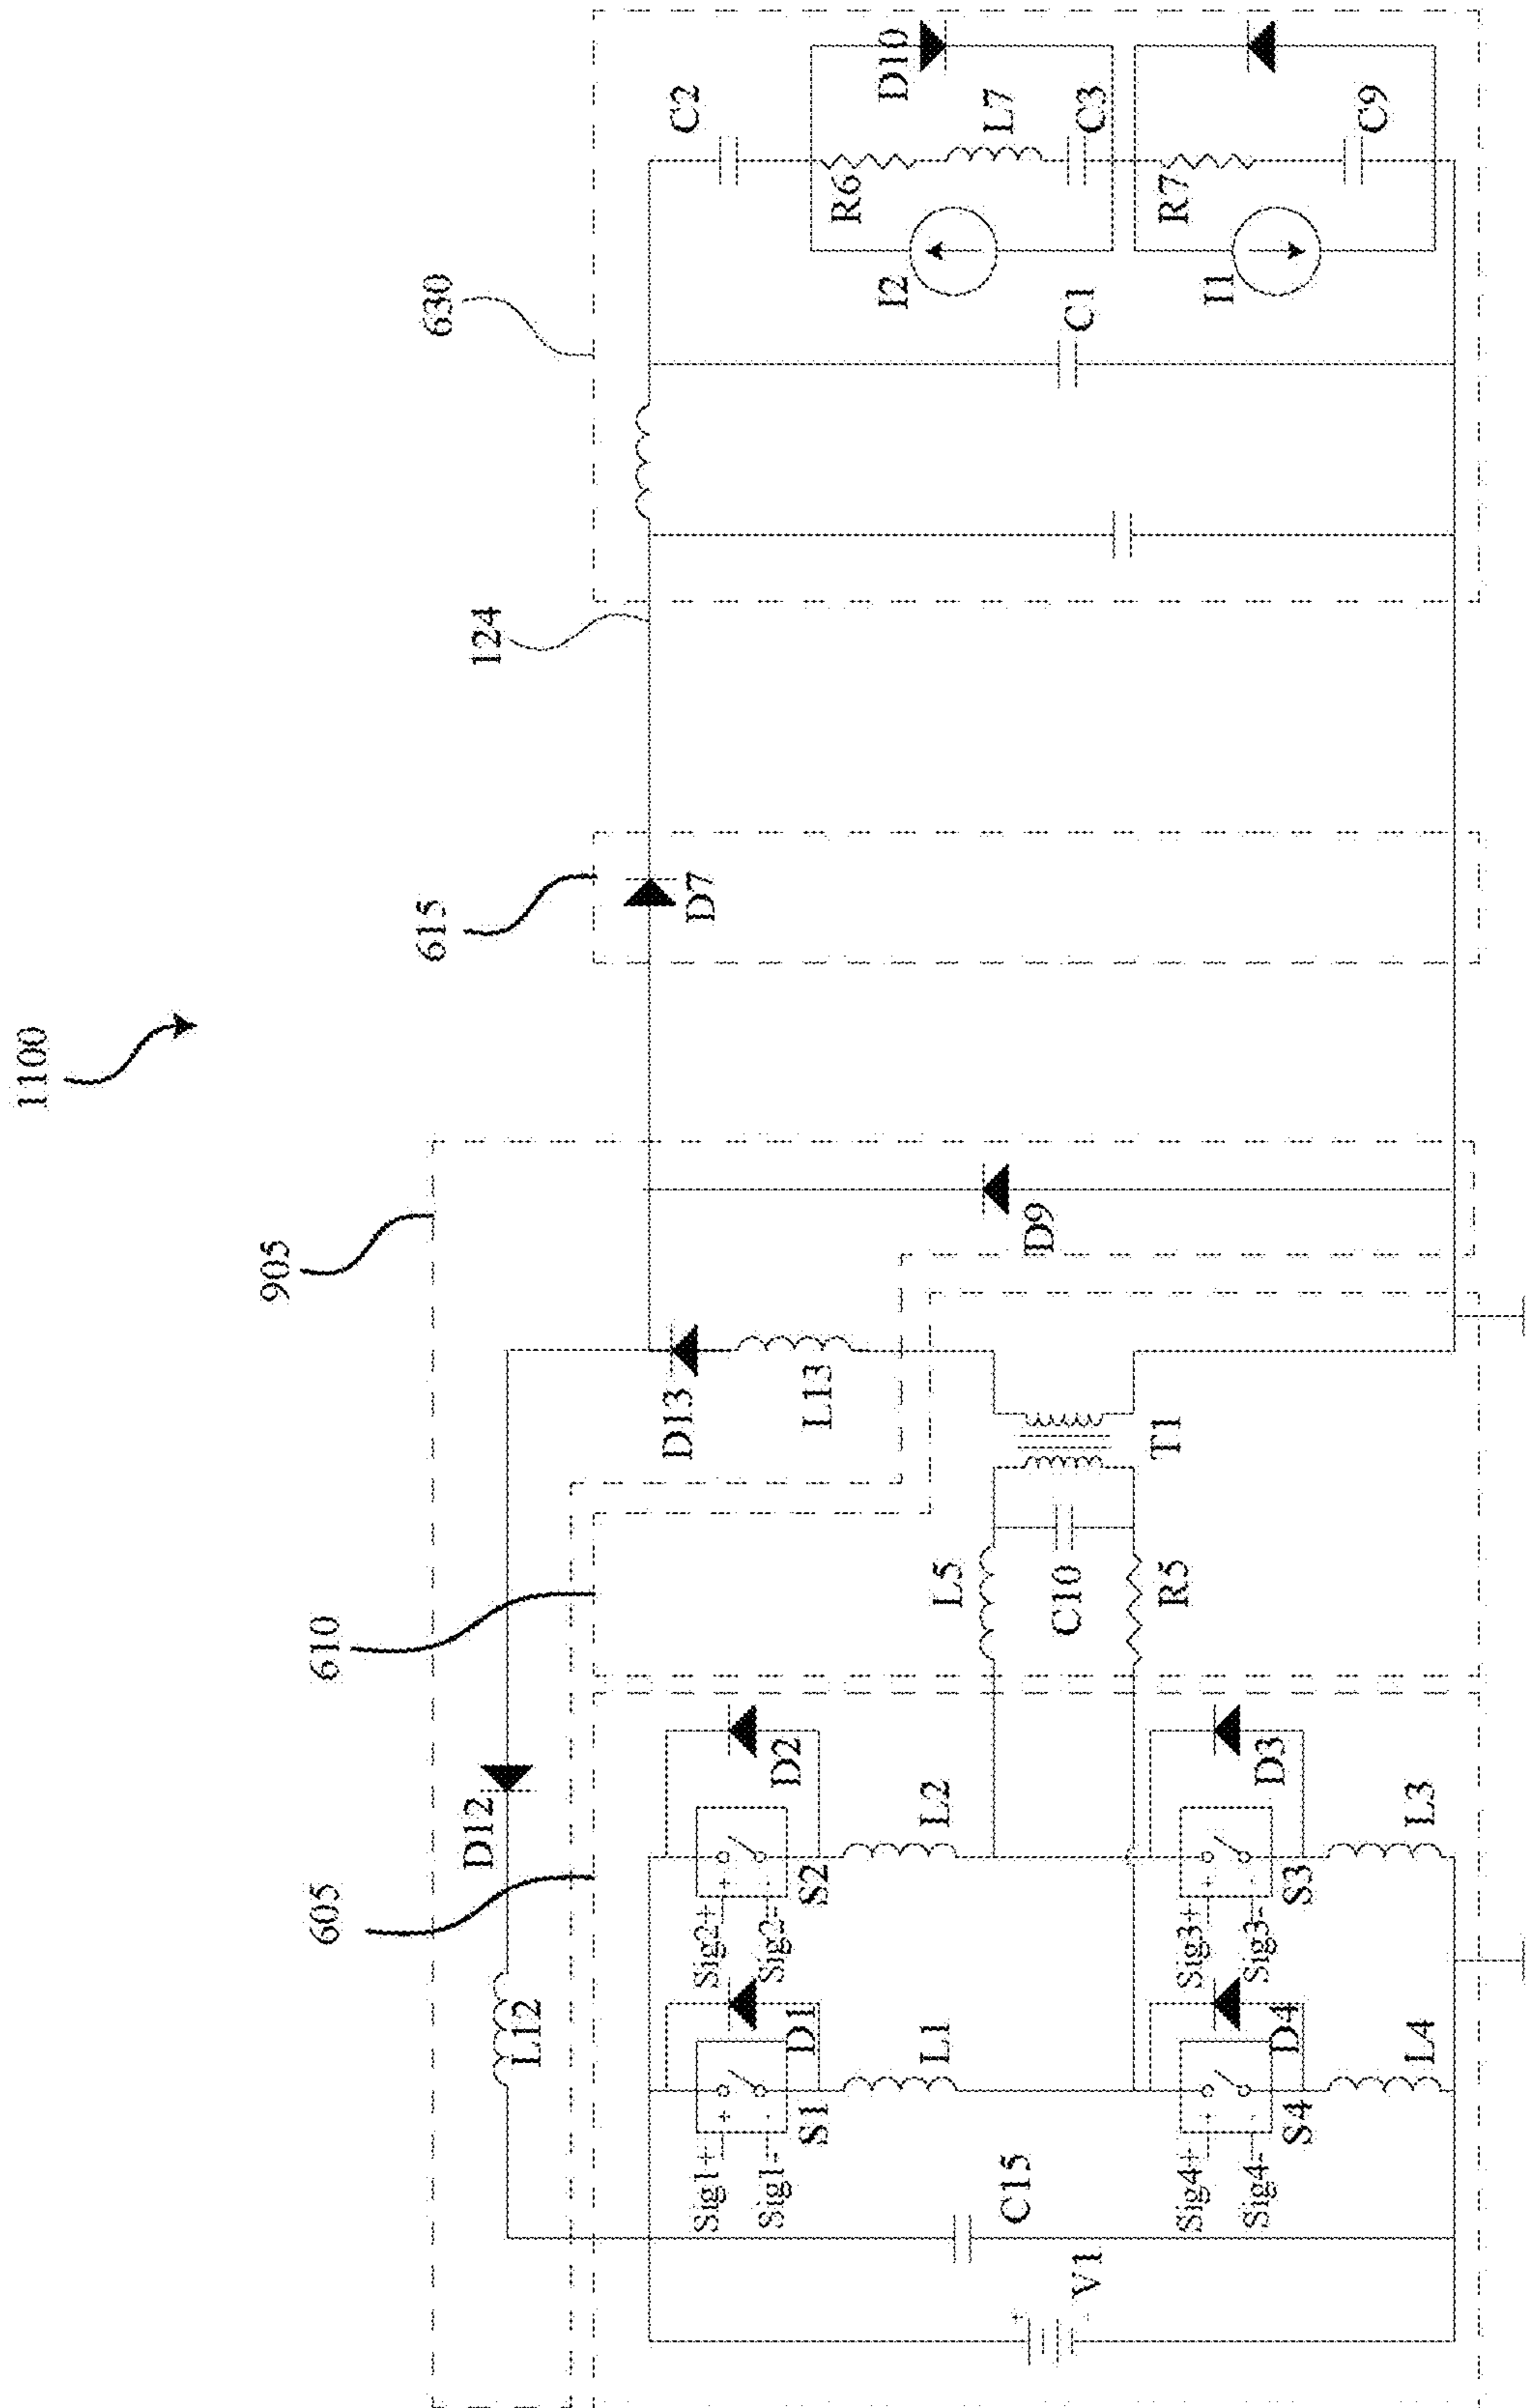 1100
905
610
605
615
124
630
D12
L12
D13
L13
D9
D7
T1
L5
C10
R5
V1
C15
Sig1+
Sig1-
+
-
S1
D1
L1
Sig2+
Sig2-
+
-
S2
D2
L2
Sig4+
Sig4-
+
-
S4
D4
L4
Sig3+
Sig3-
+
-
S3
D3
L3
C1
C2
I2
R6
L7
C3
D10
I1
R7
C9